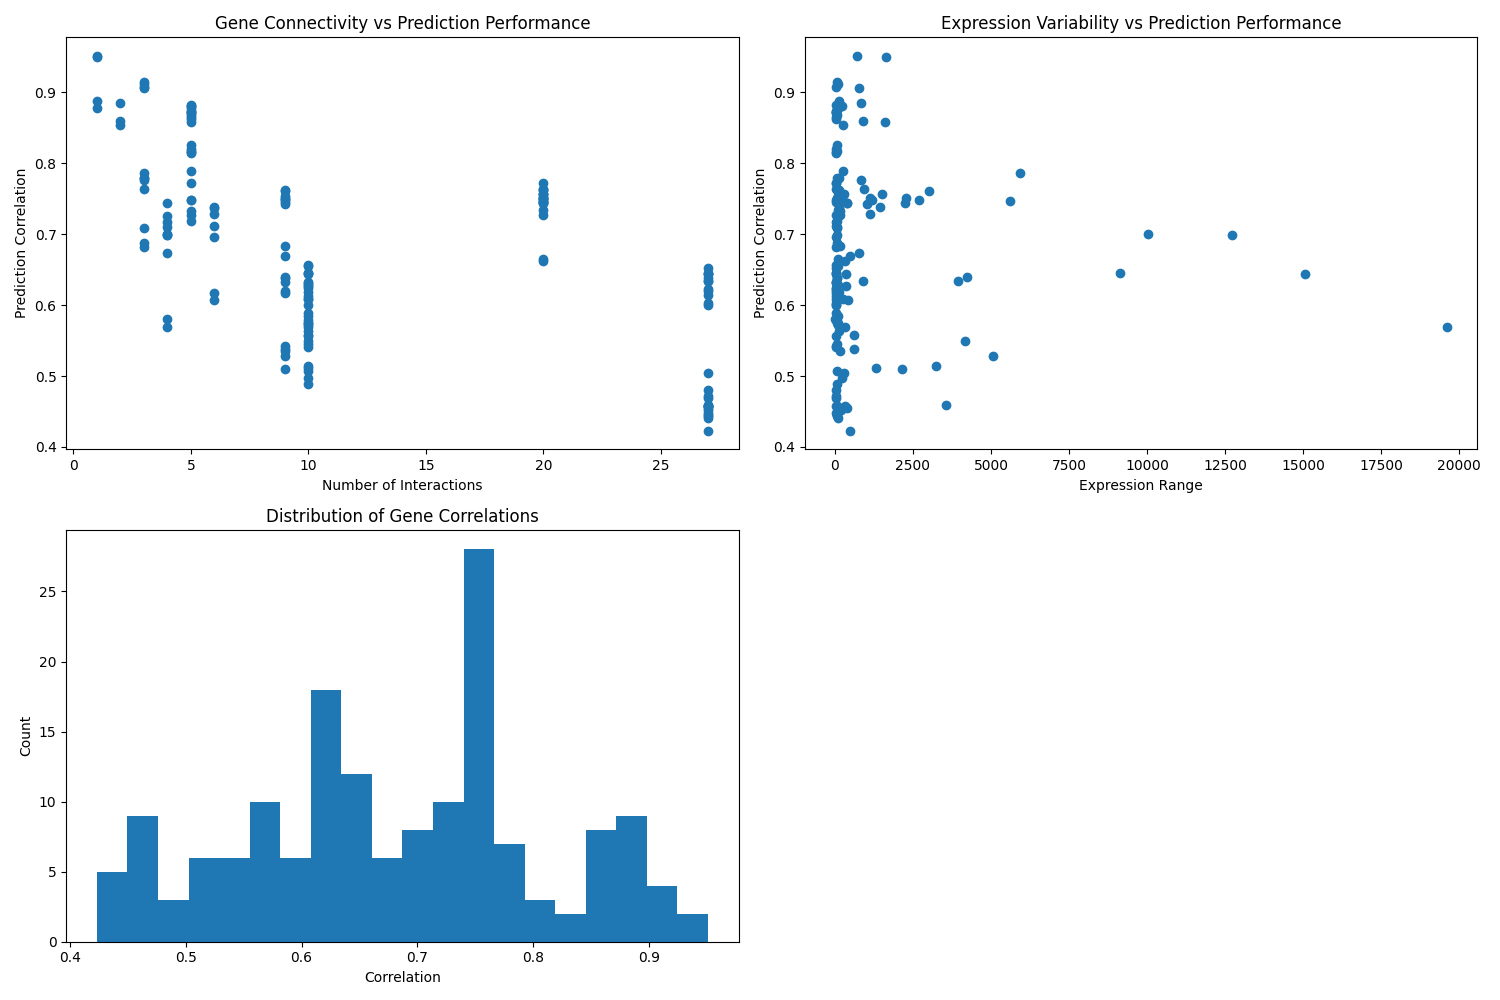 Gene Connectivity vs Prediction Performance
Prediction Correlation
0.9
0.8
0.7
0.6
0.5
0.4
0 5 10 15 20 25
Number of Interactions
Expression Variability vs Prediction Performance
Prediction Correlation
0.9
0.8
0.7
0.6
0.5
0.4
0 2500 5000 7500 10000 12500 15000 17500 20000
Expression Range
Distribution of Gene Correlations
Count
25
20
15
10
5
0
0.4 0.5 0.6 0.7 0.8 0.9
Correlation